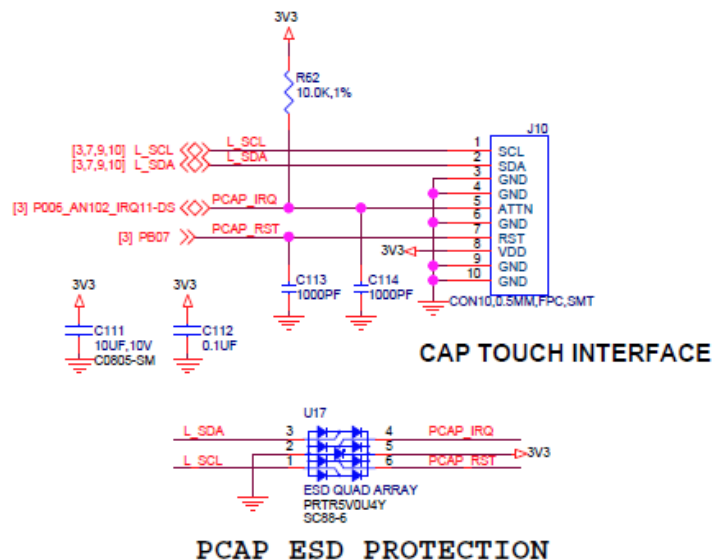 3V3
R62
10.0K,1%
J10
[3,7,9,10] L_SCL
L_SCL
1
SCL
[3,7,9,10] L_SDA
L_SDA
2
SDA
3
GND
4
GND
[3] P006_AN102_IRQ11-DS
PCAP_IRQ
5
ATTN
6
GND
[3] PB07
PCAP_RST
7
RST
3V3
8
VDD
9
GND
10
GND
C113
1000PF
C114
1000PF
CON10,0.5MM,FPC,SMT
3V3
3V3
C111
10UF,10V
C0805-SM
C112
0.1UF
CAP TOUCH INTERFACE
U17
L_SDA
3
4
PCAP_IRQ
2
5
3V3
L_SCL
1
6
PCAP_RST
ESD QUAD ARRAY
PRTR5V0U4Y
SC88-6
PCAP ESD PROTECTION